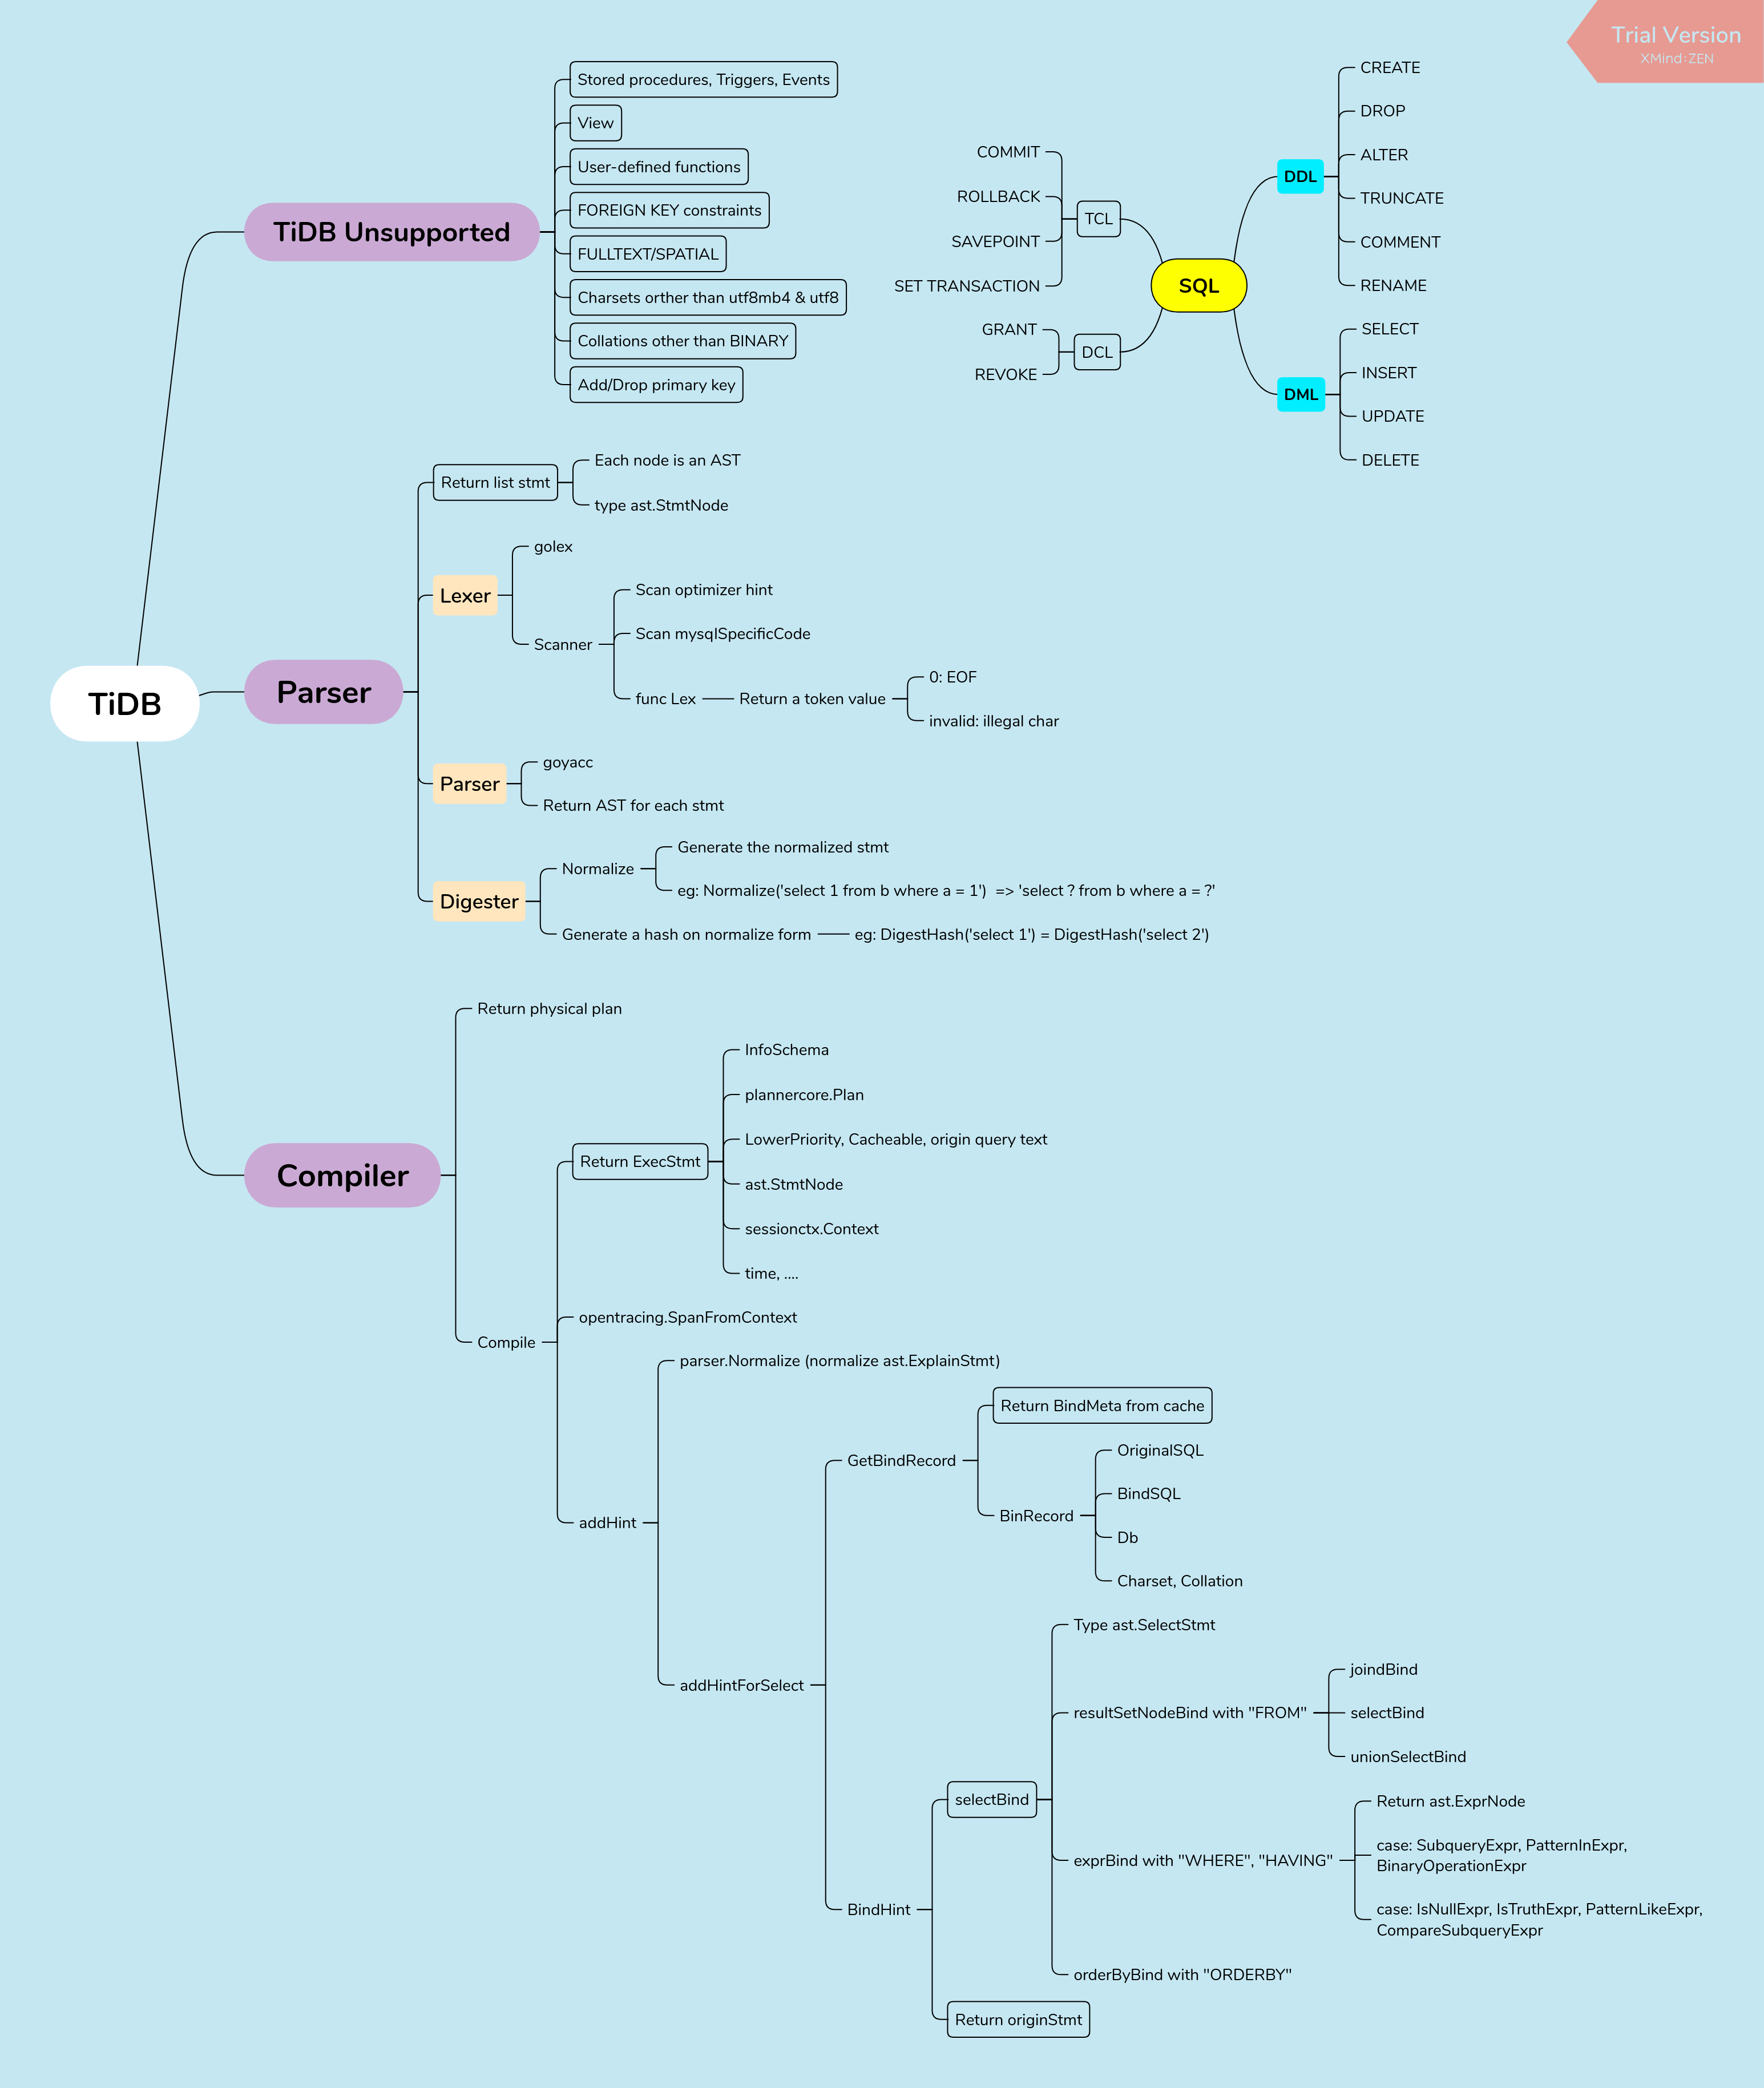 Trial Version
XMind:ZEN
TiDB
TiDB Unsupported
Stored procedures, Triggers, Events
View
User-defined functions
FOREIGN KEY constraints
FULLTEXT/SPATIAL
Charsets orther than utf8mb4 & utf8
Collations other than BINARY
Add/Drop primary key
SQL
TCL
COMMIT
ROLLBACK
SAVEPOINT
SET TRANSACTION
DCL
GRANT
REVOKE
DDL
CREATE
DROP
ALTER
TRUNCATE
COMMENT
RENAME
DML
SELECT
INSERT
UPDATE
DELETE
Parser
Return list stmt
Each node is an AST
type ast.StmtNode
Lexer
golex
Scanner
Scan optimizer hint
Scan mysqlSpecificCode
func Lex
Return a token value
0: EOF
invalid: illegal char
Parser
goyacc
Return AST for each stmt
Digester
Normalize
Generate the normalized stmt
eg: Normalize('select 1 from b where a = 1') => 'select ? from b where a = ?'
Generate a hash on normalize form
eg: DigestHash('select 1') = DigestHash('select 2')
Compiler
Return physical plan
Compile
Return ExecStmt
InfoSchema
plannercore.Plan
LowerPriority, Cacheable, origin query text
ast.StmtNode
sessionctx.Context
time, ....
opentracing.SpanFromContext
addHint
parser.Normalize (normalize ast.ExplainStmt)
addHintForSelect
GetBindRecord
Return BindMeta from cache
BinRecord
OriginalSQL
BindSQL
Db
Charset, Collation
BindHint
selectBind
Type ast.SelectStmt
resultSetNodeBind with "FROM"
joindBind
selectBind
unionSelectBind
exprBind with "WHERE", "HAVING"
Return ast.ExprNode
case: SubqueryExpr, PatternInExpr,
BinaryOperationExpr
case: IsNullExpr, IsTruthExpr, PatternLikeExpr,
CompareSubqueryExpr
orderByBind with "ORDERBY"
Return originStmt